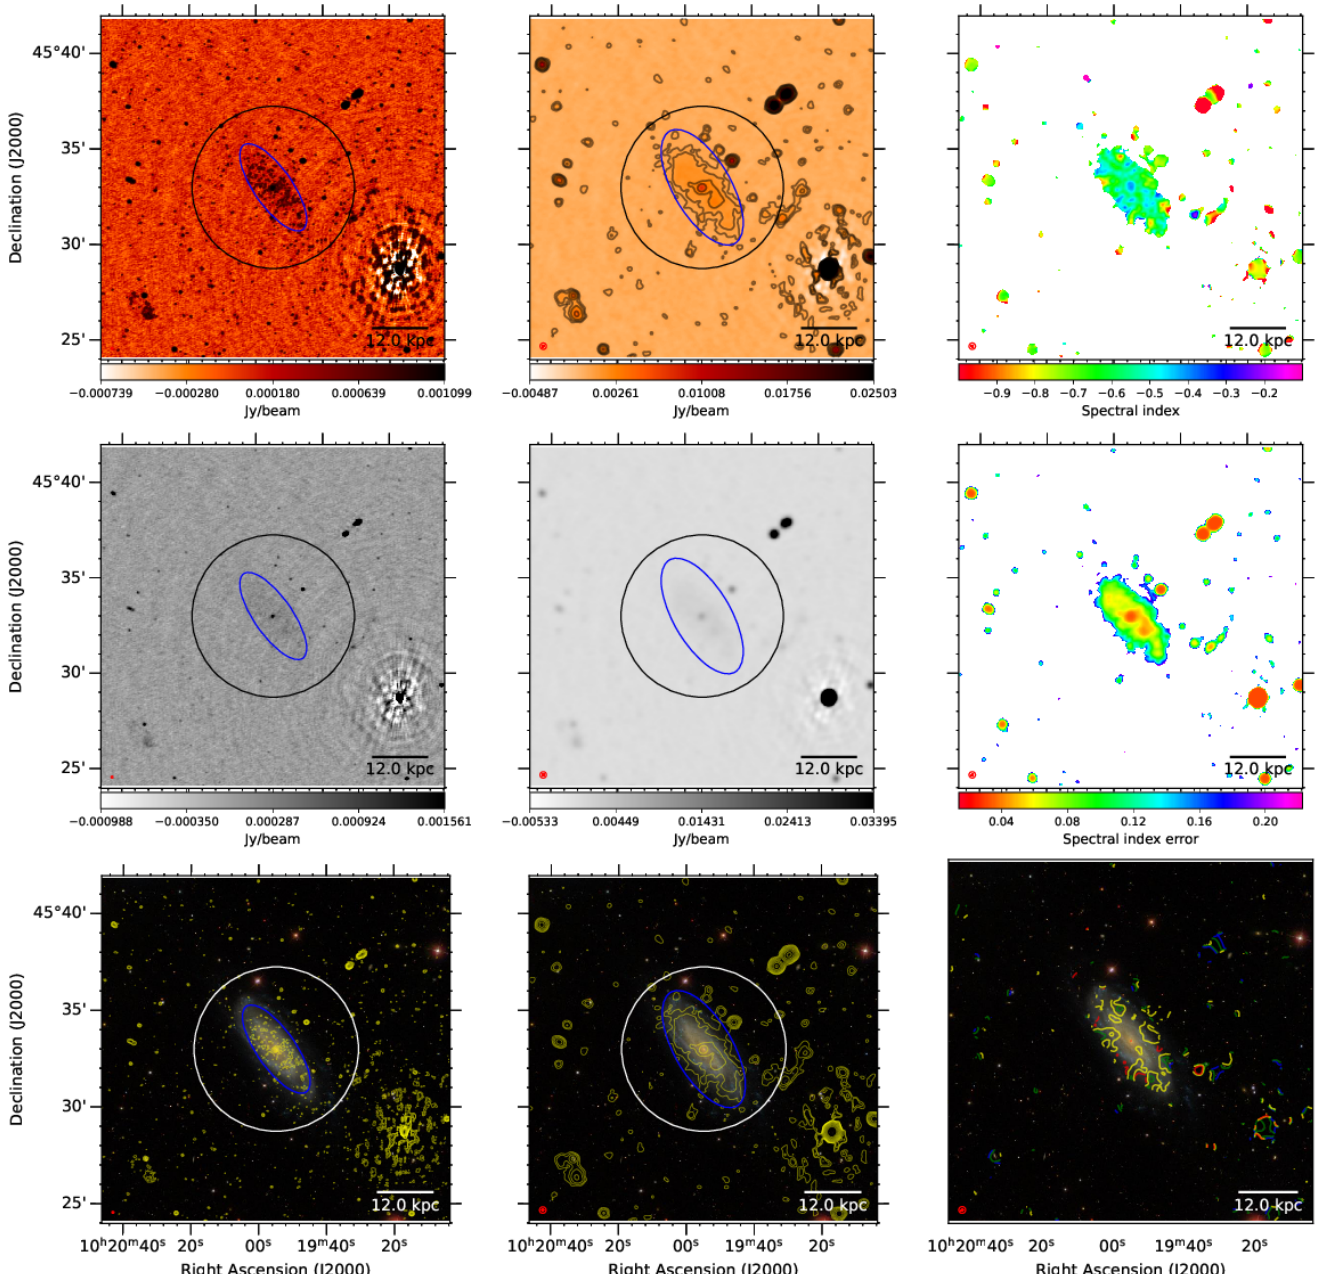 45°40'
35'
30'
25'
Declination (J2000)
12.0 kpc
12.0 kpc
12.0 kpc
−0.000739 −0.000280 0.000180 0.000639 0.001099
Jy/beam
−0.00487 0.00261 0.01008 0.01756 0.02503
Jy/beam
−0.9 −0.8 −0.7 −0.6 −0.5 −0.4 −0.3 −0.2
Spectral index
45°40'
35'
30'
25'
Declination (J2000)
12.0 kpc
12.0 kpc
12.0 kpc
−0.000988 −0.000350 0.000287 0.000924 0.001561
Jy/beam
−0.00533 0.00449 0.01431 0.02413 0.03395
Jy/beam
0.04 0.08 0.12 0.16 0.20
Spectral index error
45°40'
35'
30'
25'
Declination (J2000)
12.0 kpc
12.0 kpc
12.0 kpc
10ʰ20ᵐ40ˢ 20ˢ 00ˢ 19ᵐ40ˢ 20ˢ
10ʰ20ᵐ40ˢ 20ˢ 00ˢ 19ᵐ40ˢ 20ˢ
10ʰ20ᵐ40ˢ 20ˢ 00ˢ 19ᵐ40ˢ 20ˢ
Right Ascension (J2000)
Right Ascension (J2000)
Right Ascension (J2000)